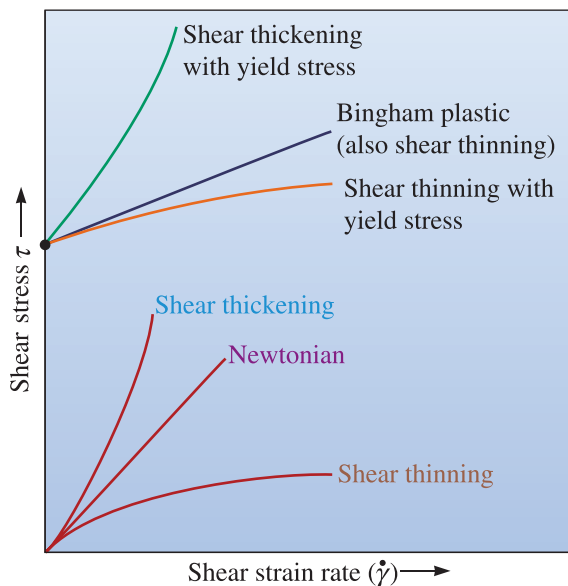 Shear thickening
with yield stress
Bingham plastic
(also shear thinning)
Shear thinning with
yield stress
Shear stress τ
Shear thickening
Newtonian
Shear thinning
Shear strain rate (γ̇)